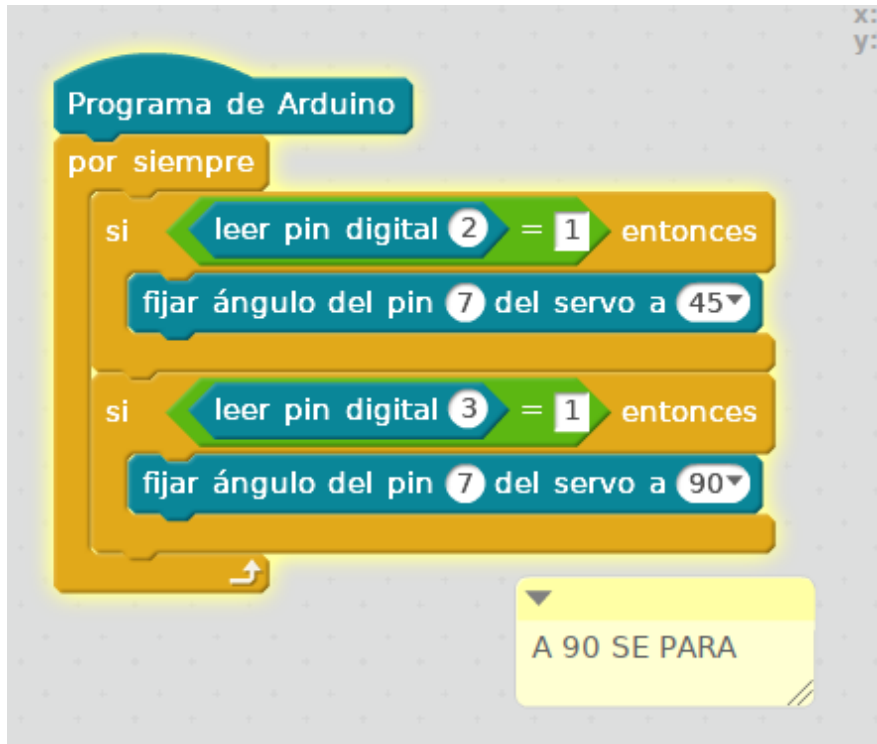 x:
y:
Programa de Arduino
por siempre
si leer pin digital 2 = 1 entonces
fijar ángulo del pin 7 del servo a 45
si leer pin digital 3 = 1 entonces
fijar ángulo del pin 7 del servo a 90
A 90 SE PARA